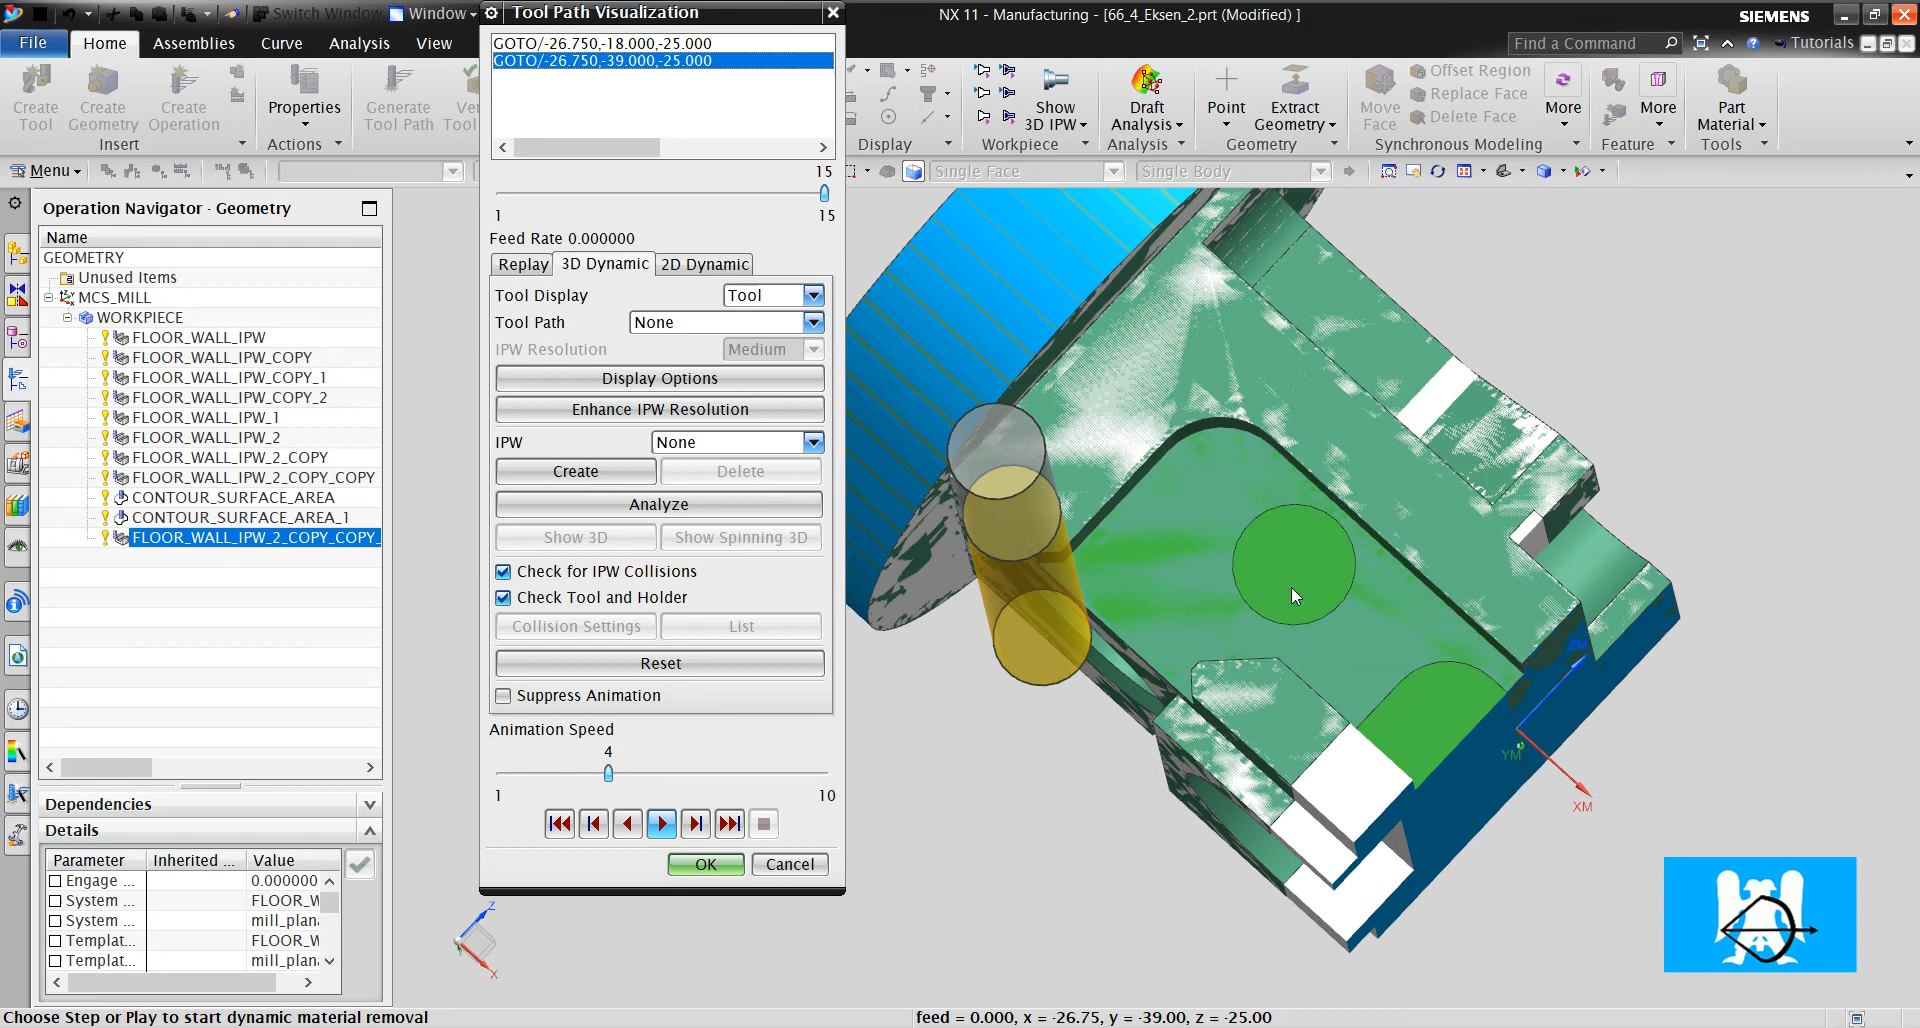 Switch Window
Window
Tool Path Visualization
NX 11 - Manufacturing - [66_4_Eksen_2.prt (Modified) ]
SIEMENS
File
Home
Assemblies
Curve
Analysis
View
Find a Command
Tutorials
Create Tool
Create Geometry
Create Operation
Insert
Properties
Actions
Generate Tool Path
GOTO/-26.750,-18.000,-25.000
GOTO/-26.750,-39.000,-25.000
Display
Show 3D IPW
Workpiece
Draft Analysis
Analysis
Point
Extract Geometry
Geometry
Move Face
Offset Region
Replace Face
Delete Face
More
Synchronous Modeling
More
Feature
Part Material
Tools
Menu
Single Face
Single Body
15
1
15
Feed Rate 0.000000
Replay
3D Dynamic
2D Dynamic
Tool Display
Tool
Tool Path
None
IPW Resolution
Medium
Display Options
Enhance IPW Resolution
IPW
None
Create
Delete
Analyze
Show 3D
Show Spinning 3D
Check for IPW Collisions
Check Tool and Holder
Collision Settings
List
Reset
Suppress Animation
Animation Speed
4
1
10
OK
Cancel
Operation Navigator - Geometry
Name
GEOMETRY
Unused Items
MCS_MILL
WORKPIECE
FLOOR_WALL_IPW
FLOOR_WALL_IPW_COPY
FLOOR_WALL_IPW_COPY_1
FLOOR_WALL_IPW_COPY_2
FLOOR_WALL_IPW_1
FLOOR_WALL_IPW_2
FLOOR_WALL_IPW_2_COPY
FLOOR_WALL_IPW_2_COPY_COPY
CONTOUR_SURFACE_AREA
CONTOUR_SURFACE_AREA_1
FLOOR_WALL_IPW_2_COPY_COPY_
Dependencies
Details
Parameter Inherited ... Value
Engage ... 0.000000
System ... FLOOR_W
System ... mill_plana
Templat... FLOOR_W
Templat... mill_plana
ZM
YM
XM
Z
X
Choose Step or Play to start dynamic material removal
feed = 0.000, x = -26.75, y = -39.00, z = -25.00